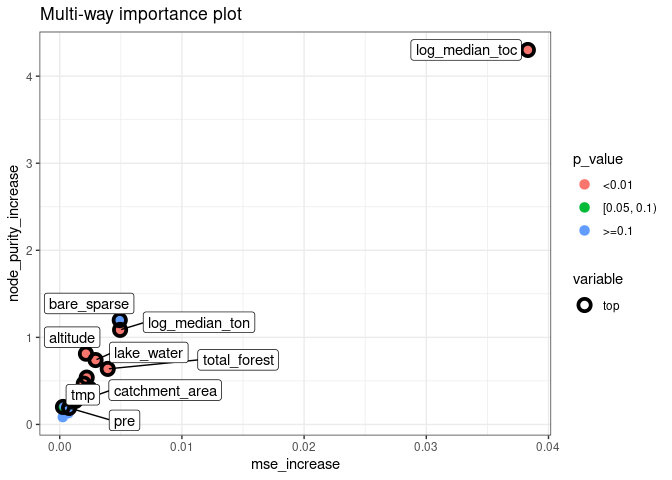 Multi-way importance plot
log_median_toc
4
3
2
1
0
node_purity_increase
bare_sparse
log_median_ton
altitude
lake_water
total_forest
tmp
catchment_area
pre
0.00
0.01
0.02
0.03
0.04
mse_increase
p_value
<0.01
[0.05, 0.1)
>=0.1
variable
top